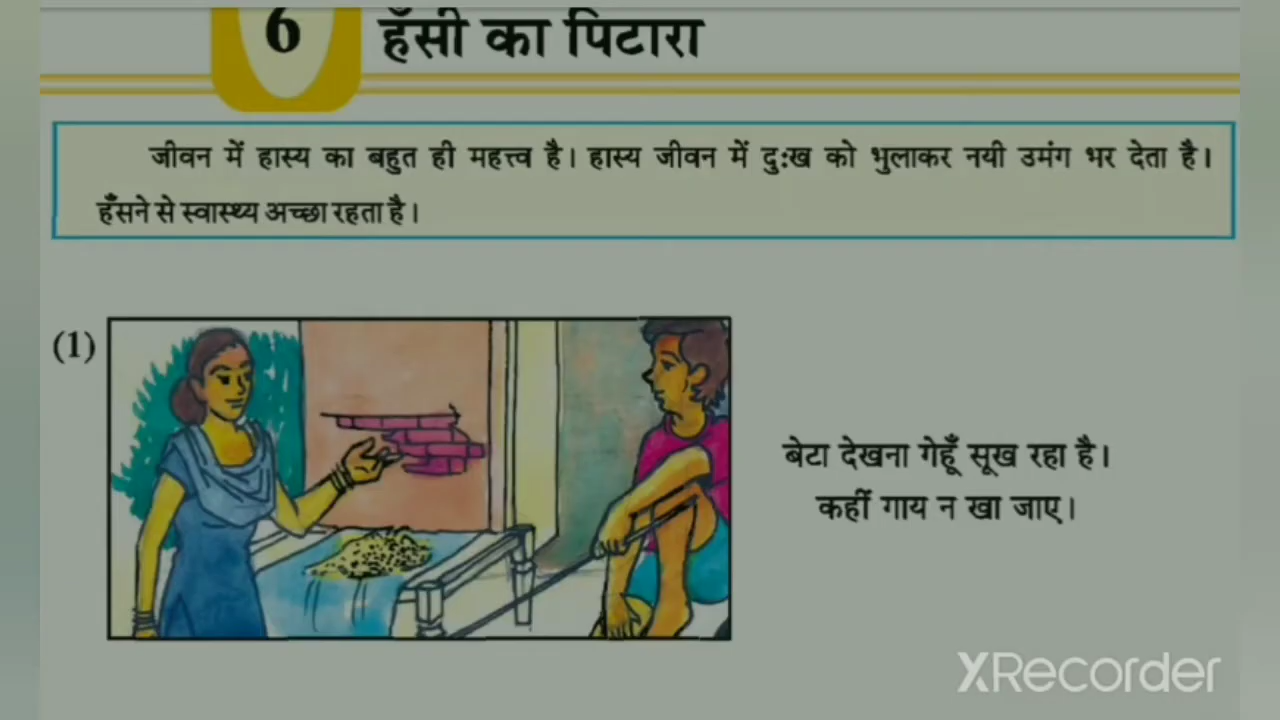 6 हँसी का पिटारा
जीवन में हास्य का बहुत ही महत्त्व है। हास्य जीवन में दुःख को भुलाकर नयी उमंग भर देता है।
हँसने से स्वास्थ्य अच्छा रहता है।
(1)
बेटा देखना गेहूँ सूख रहा है।
कहीं गाय न खा जाए।
XRecorder